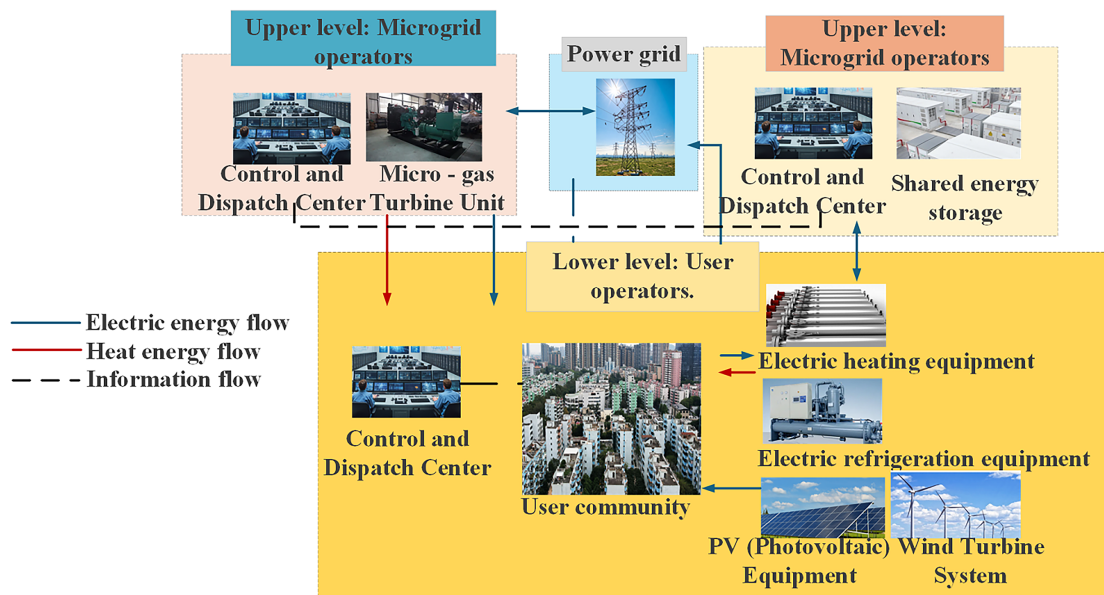 Upper level: Microgrid
operators
Power grid
Upper level:
Microgrid operators
Control and
Dispatch Center
Micro - gas
Turbine Unit
Control and
Dispatch Center
Shared energy
storage
Lower level: User
operators.
Electric energy flow
Heat energy flow
Information flow
Control and
Dispatch Center
User community
Electric heating equipment
Electric refrigeration equipment
PV (Photovoltaic)
Equipment
Wind Turbine
System